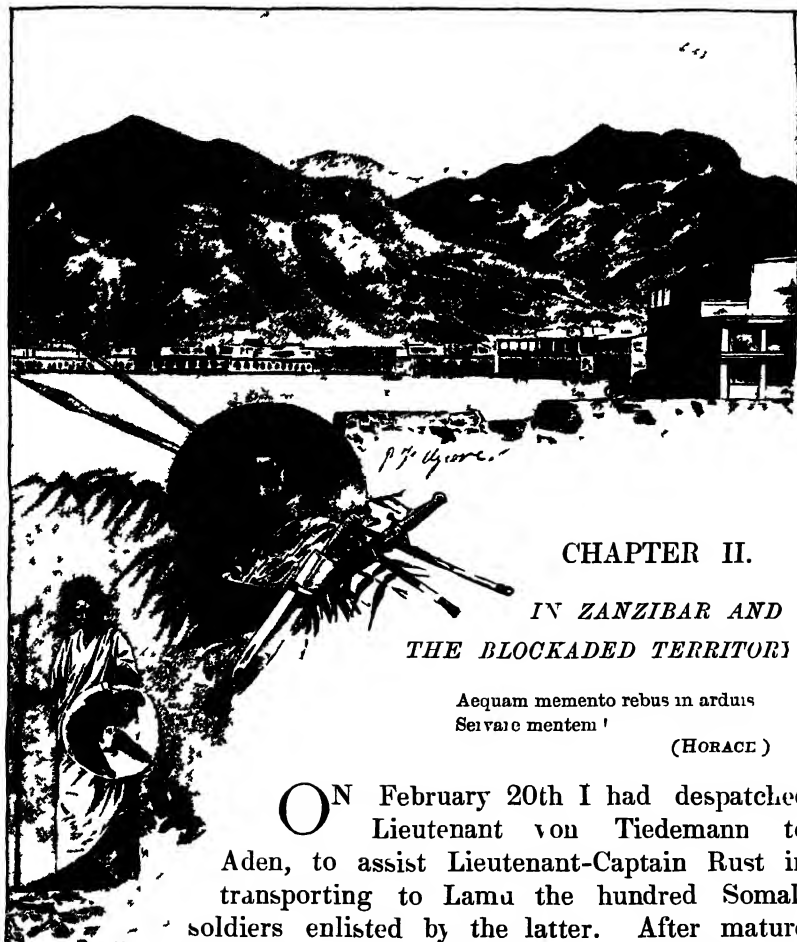 CHAPTER II.
IN ZANZIBAR AND
THE BLOCKADED TERRITORY
Aequam memento rebus in arduis
Servare mentem!
(HORACE)
ON February 20th I had despatched
Lieutenant von Tiedemann to
Aden, to assist Lieutenant-Captain Rust in
transporting to Lamu the hundred Somali
soldiers enlisted by the latter. After mature